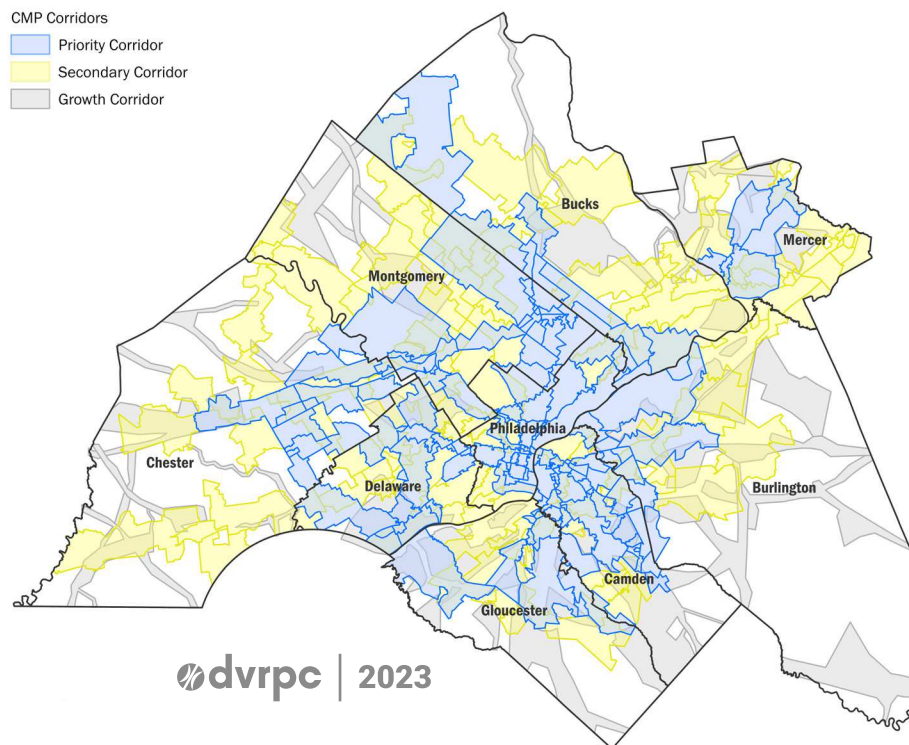 CMP Corridors
Priority Corridor
Secondary Corridor
Growth Corridor
Bucks
Mercer
Montgomery
Philadelphia
Chester
Delaware
Burlington
Camden
Gloucester
dvrpc | 2023